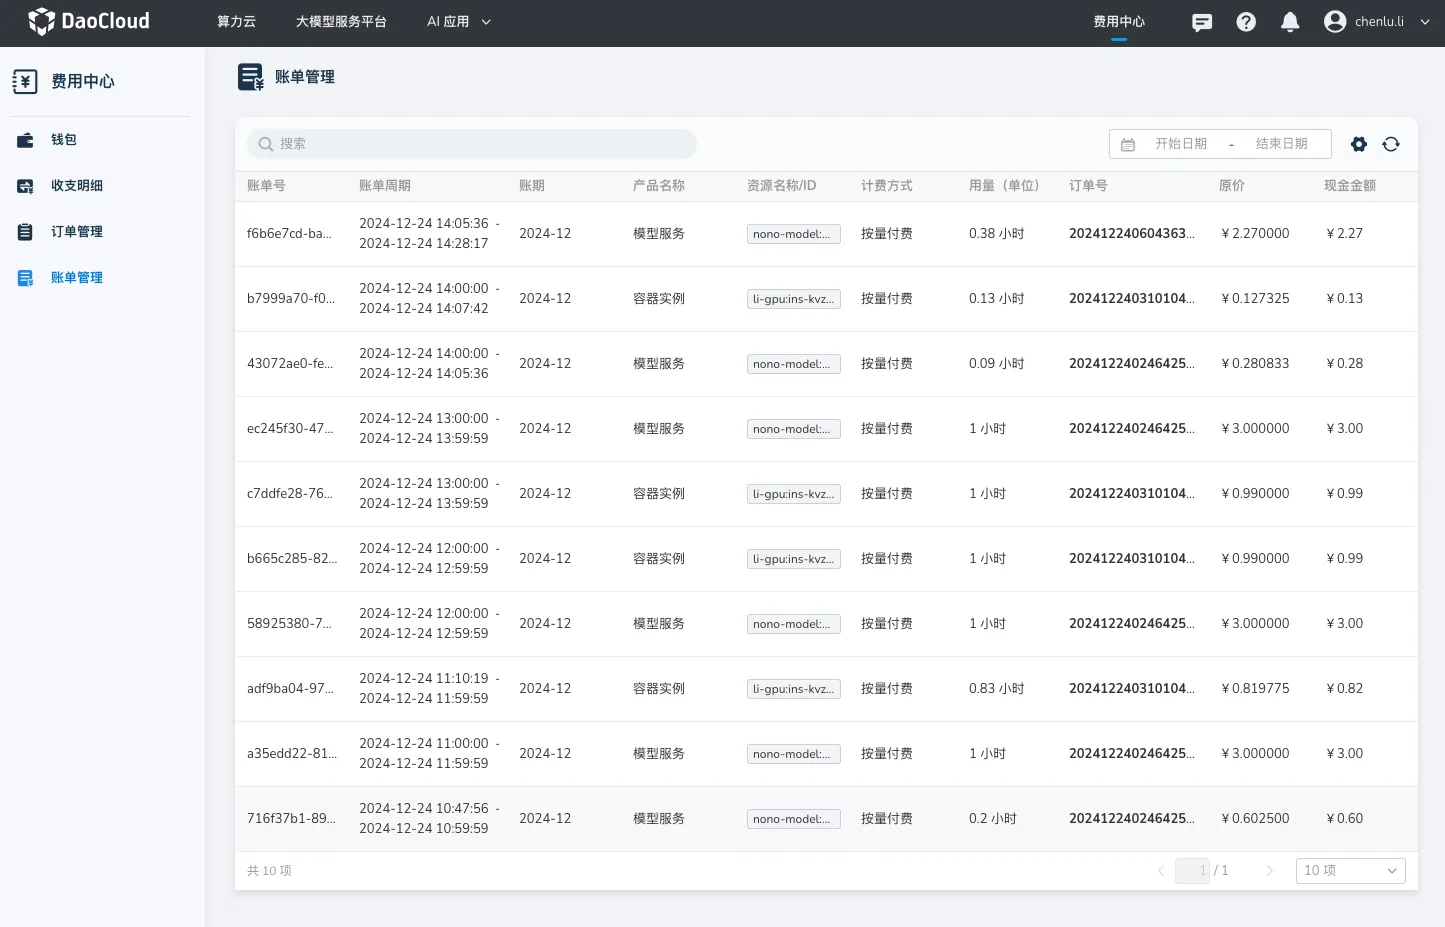 DaoCloud 算力云 大模型服务平台 AI 应用 费用中心 chenlu.li
费用中心
钱包
收支明细
订单管理
账单管理
账单管理
搜索 开始日期 - 结束日期
账单号 账单周期 账期 产品名称 资源名称/ID 计费方式 用量（单位） 订单号 原价 现金金额
f6b6e7cd-ba... 2024-12-24 14:05:36 - 2024-12 模型服务 nono-model:... 按量付费 0.38 小时 202412240604363... ¥ 2.270000 ¥ 2.27
2024-12-24 14:28:17
b7999a70-f0... 2024-12-24 14:00:00 - 2024-12 容器实例 li-gpu:ins-kvz... 按量付费 0.13 小时 202412240310104... ¥ 0.127325 ¥ 0.13
2024-12-24 14:07:42
43072ae0-fe... 2024-12-24 14:00:00 - 2024-12 模型服务 nono-model:... 按量付费 0.09 小时 202412240246425... ¥ 0.280833 ¥ 0.28
2024-12-24 14:05:36
ec245f30-47... 2024-12-24 13:00:00 - 2024-12 模型服务 nono-model:... 按量付费 1 小时 202412240246425... ¥ 3.000000 ¥ 3.00
2024-12-24 13:59:59
c7ddfe28-76... 2024-12-24 13:00:00 - 2024-12 容器实例 li-gpu:ins-kvz... 按量付费 1 小时 202412240310104... ¥ 0.990000 ¥ 0.99
2024-12-24 13:59:59
b665c285-82... 2024-12-24 12:00:00 - 2024-12 容器实例 li-gpu:ins-kvz... 按量付费 1 小时 202412240310104... ¥ 0.990000 ¥ 0.99
2024-12-24 12:59:59
58925380-7... 2024-12-24 12:00:00 - 2024-12 模型服务 nono-model:... 按量付费 1 小时 202412240246425... ¥ 3.000000 ¥ 3.00
2024-12-24 12:59:59
adf9ba04-97... 2024-12-24 11:10:19 - 2024-12 容器实例 li-gpu:ins-kvz... 按量付费 0.83 小时 202412240310104... ¥ 0.819775 ¥ 0.82
2024-12-24 11:59:59
a35edd22-81... 2024-12-24 11:00:00 - 2024-12 模型服务 nono-model:... 按量付费 1 小时 202412240246425... ¥ 3.000000 ¥ 3.00
2024-12-24 11:59:59
716f37b1-89... 2024-12-24 10:47:56 - 2024-12 模型服务 nono-model:... 按量付费 0.2 小时 202412240246425... ¥ 0.602500 ¥ 0.60
2024-12-24 10:59:59
共 10 项 1 / 1 10 项